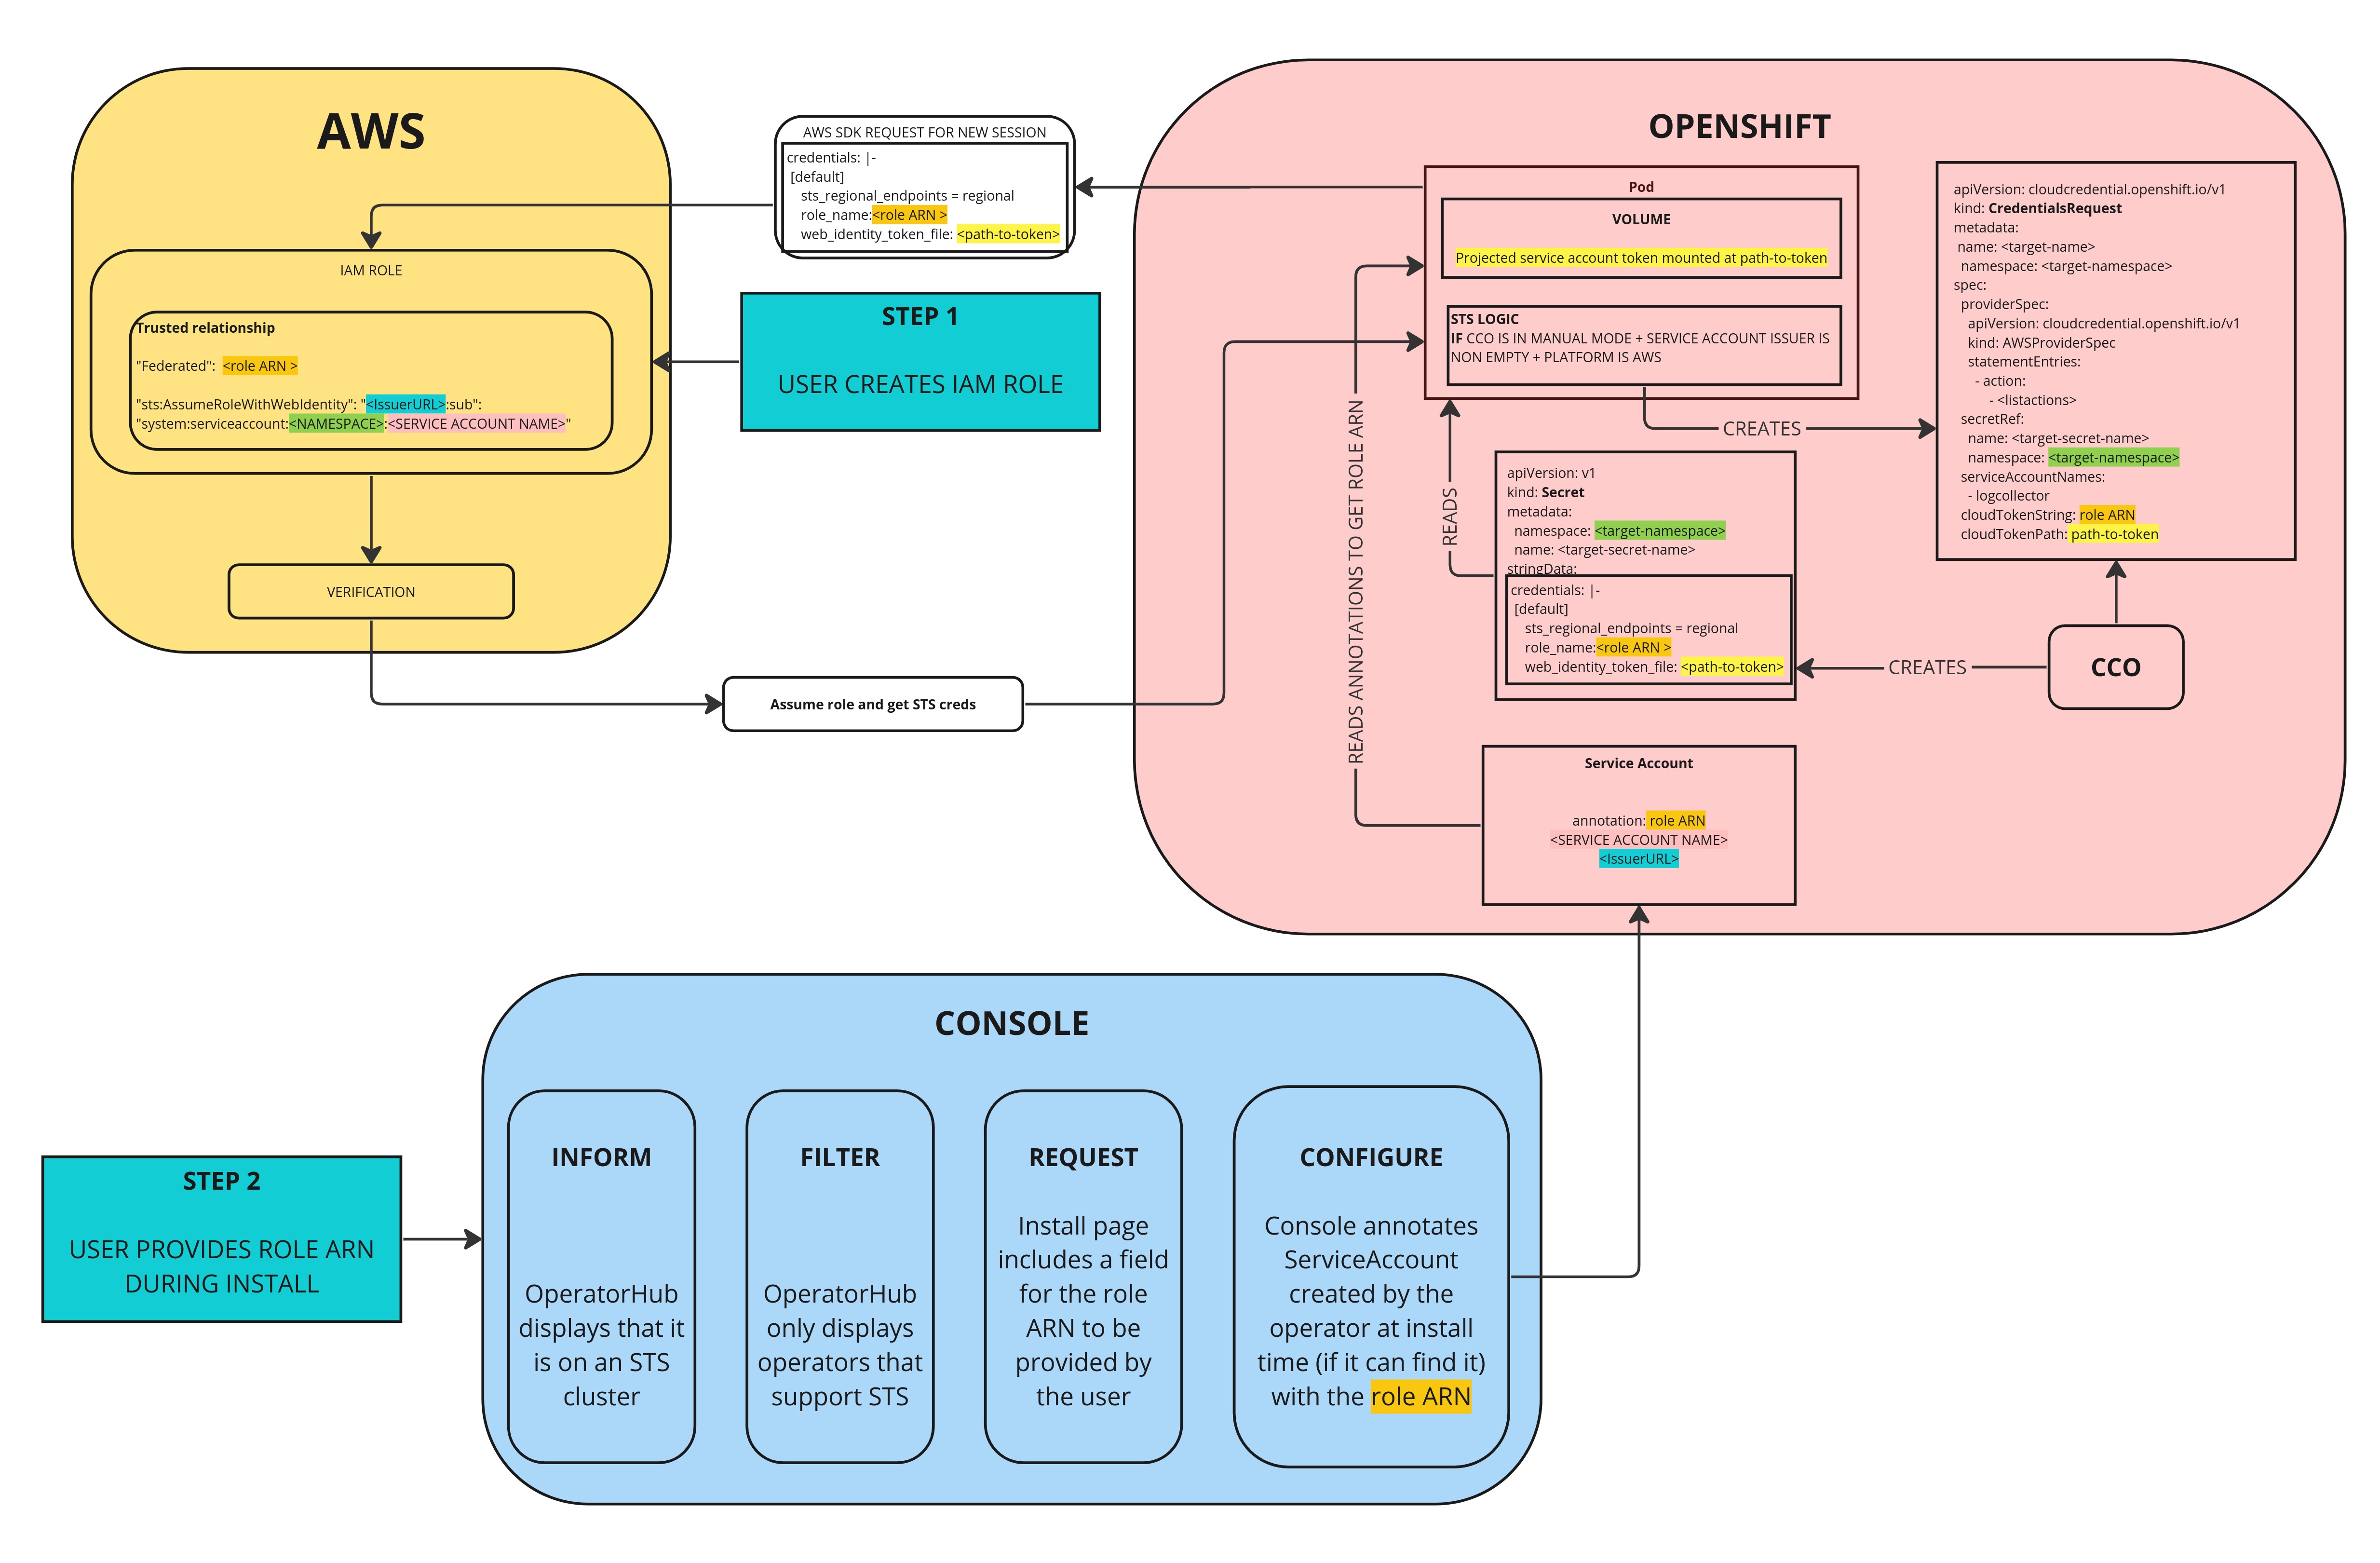 AWS
IAM ROLE
Trusted relationship
"Federated": <role ARN >
"sts:AssumeRoleWithWebIdentity": "<IssuerURL>:sub":
"system:serviceaccount:<NAMESPACE>:<SERVICE ACCOUNT NAME>"
VERIFICATION
AWS SDK REQUEST FOR NEW SESSION
credentials: |-
[default]
sts_regional_endpoints = regional
role_name:<role ARN >
web_identity_token_file: <path-to-token>
STEP 1
USER CREATES IAM ROLE
Assume role and get STS creds
OPENSHIFT
Pod
VOLUME
Projected service account token mounted at path-to-token
STS LOGIC
IF CCO IS IN MANUAL MODE + SERVICE ACCOUNT ISSUER IS
NON EMPTY + PLATFORM IS AWS
CREATES
apiVersion: cloudcredential.openshift.io/v1
kind: CredentialsRequest
metadata:
name: <target-name>
namespace: <target-namespace>
spec:
providerSpec:
apiVersion: cloudcredential.openshift.io/v1
kind: AWSProviderSpec
statementEntries:
- action:
- <listactions>
secretRef:
name: <target-secret-name>
namespace: <target-namespace>
serviceAccountNames:
- logcollector
cloudTokenString: role ARN
cloudTokenPath: path-to-token
READS ANNOTATIONS TO GET ROLE ARN
READS
apiVersion: v1
kind: Secret
metadata:
namespace: <target-namespace>
name: <target-secret-name>
stringData:
credentials: |-
[default]
sts_regional_endpoints = regional
role_name:<role ARN >
web_identity_token_file: <path-to-token>
CREATES
CCO
Service Account
annotation: role ARN
<SERVICE ACCOUNT NAME>
<IssuerURL>
STEP 2
USER PROVIDES ROLE ARN
DURING INSTALL
CONSOLE
INFORM
OperatorHub
displays that it
is on an STS
cluster
FILTER
OperatorHub
only displays
operators that
support STS
REQUEST
Install page
includes a field
for the role
ARN to be
provided by
the user
CONFIGURE
Console annotates
ServiceAccount
created by the
operator at install
time (if it can find it)
with the role ARN